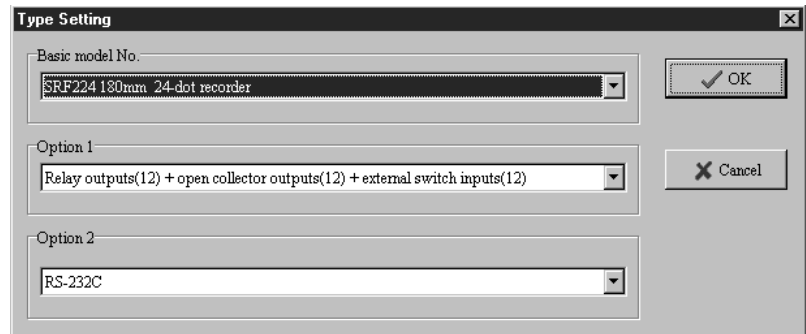 Type Setting
Basic model No.
SRF224 180mm 24-dot recorder
OK
Option 1
Relay outputs(12) + open collector outputs(12) + external switch inputs(12)
Cancel
Option 2
RS-232C